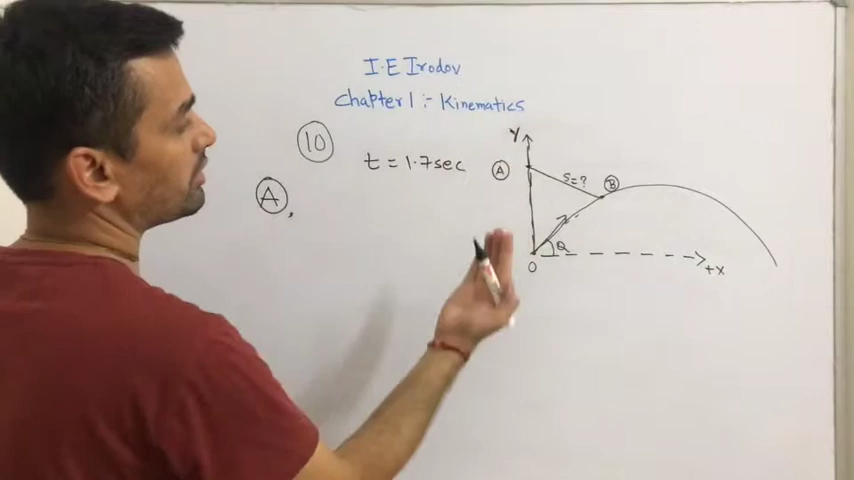 I.E Irodov
Chapter 1 :- Kinematics
10
t = 1.7sec
A,
Y
A
S=?
B
O
+x